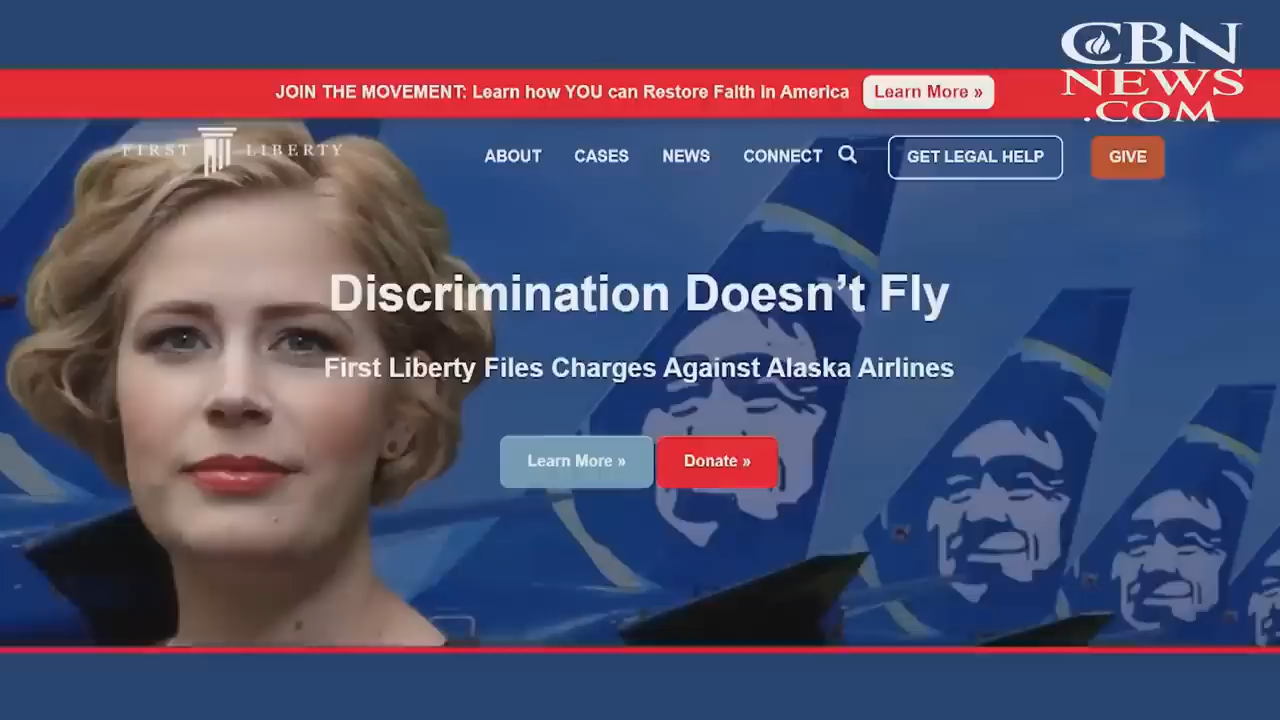 CBN
NEWS
.COM
JOIN THE MOVEMENT: Learn how YOU can Restore Faith in America
Learn More »
FIRST LIBERTY
ABOUT
CASES
NEWS
CONNECT
GET LEGAL HELP
GIVE
Discrimination Doesn't Fly
First Liberty Files Charges Against Alaska Airlines
Learn More »
Donate »